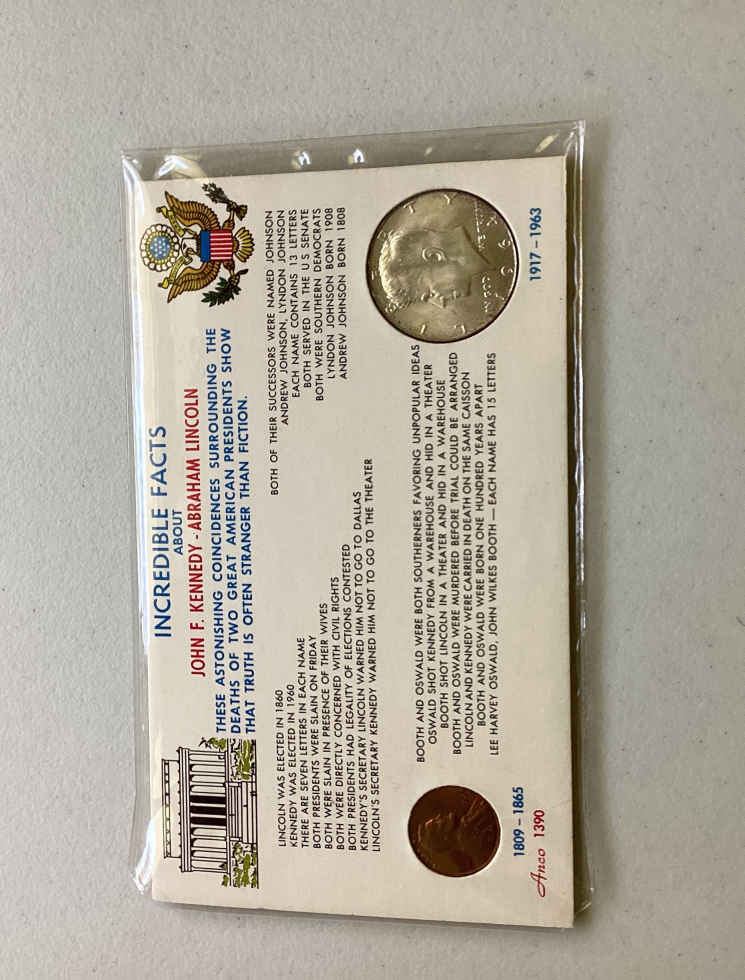 INCREDIBLE FACTS
ABOUT
JOHN F. KENNEDY - ABRAHAM LINCOLN
THESE ASTONISHING COINCIDENCES SURROUNDING THE
DEATHS OF TWO GREAT AMERICAN PRESIDENTS SHOW
THAT TRUTH IS OFTEN STRANGER THAN FICTION.
LINCOLN WAS ELECTED IN 1860
KENNEDY WAS ELECTED IN 1960
THERE ARE SEVEN LETTERS IN EACH NAME
BOTH PRESIDENTS WERE SLAIN ON FRIDAY
BOTH WERE SLAIN IN PRESENCE OF THEIR WIVES
BOTH WERE DIRECTLY CONCERNED WITH CIVIL RIGHTS
BOTH PRESIDENTS HAD LEGALITY OF ELECTIONS CONTESTED
KENNEDY'S SECRETARY LINCOLN WARNED HIM NOT TO GO TO DALLAS
LINCOLN'S SECRETARY KENNEDY WARNED HIM NOT TO GO TO THE THEATER
BOTH OF THEIR SUCCESSORS WERE NAMED JOHNSON
ANDREW JOHNSON, LYNDON JOHNSON
EACH NAME CONTAINS 13 LETTERS
BOTH SERVED IN THE U.S SENATE
BOTH WERE SOUTHERN DEMOCRATS
LYNDON JOHNSON BORN 1908
ANDREW JOHNSON BORN 1808
BOOTH AND OSWALD WERE BOTH SOUTHERNERS FAVORING UNPOPULAR IDEAS
OSWALD SHOT KENNEDY FROM A WAREHOUSE AND HID IN A THEATER
BOOTH SHOT LINCOLN IN A THEATER AND HID IN A WAREHOUSE
BOOTH AND OSWALD WERE MURDERED BEFORE TRIAL COULD BE ARRANGED
LINCOLN AND KENNEDY WERE CARRIED IN DEATH ON THE SAME CAISSON
BOOTH AND OSWALD WERE BORN ONE HUNDRED YEARS APART
LEE HARVEY OSWALD, JOHN WILKES BOOTH — EACH NAME HAS 15 LETTERS
1809 – 1865
1917 – 1963
Anco 1390